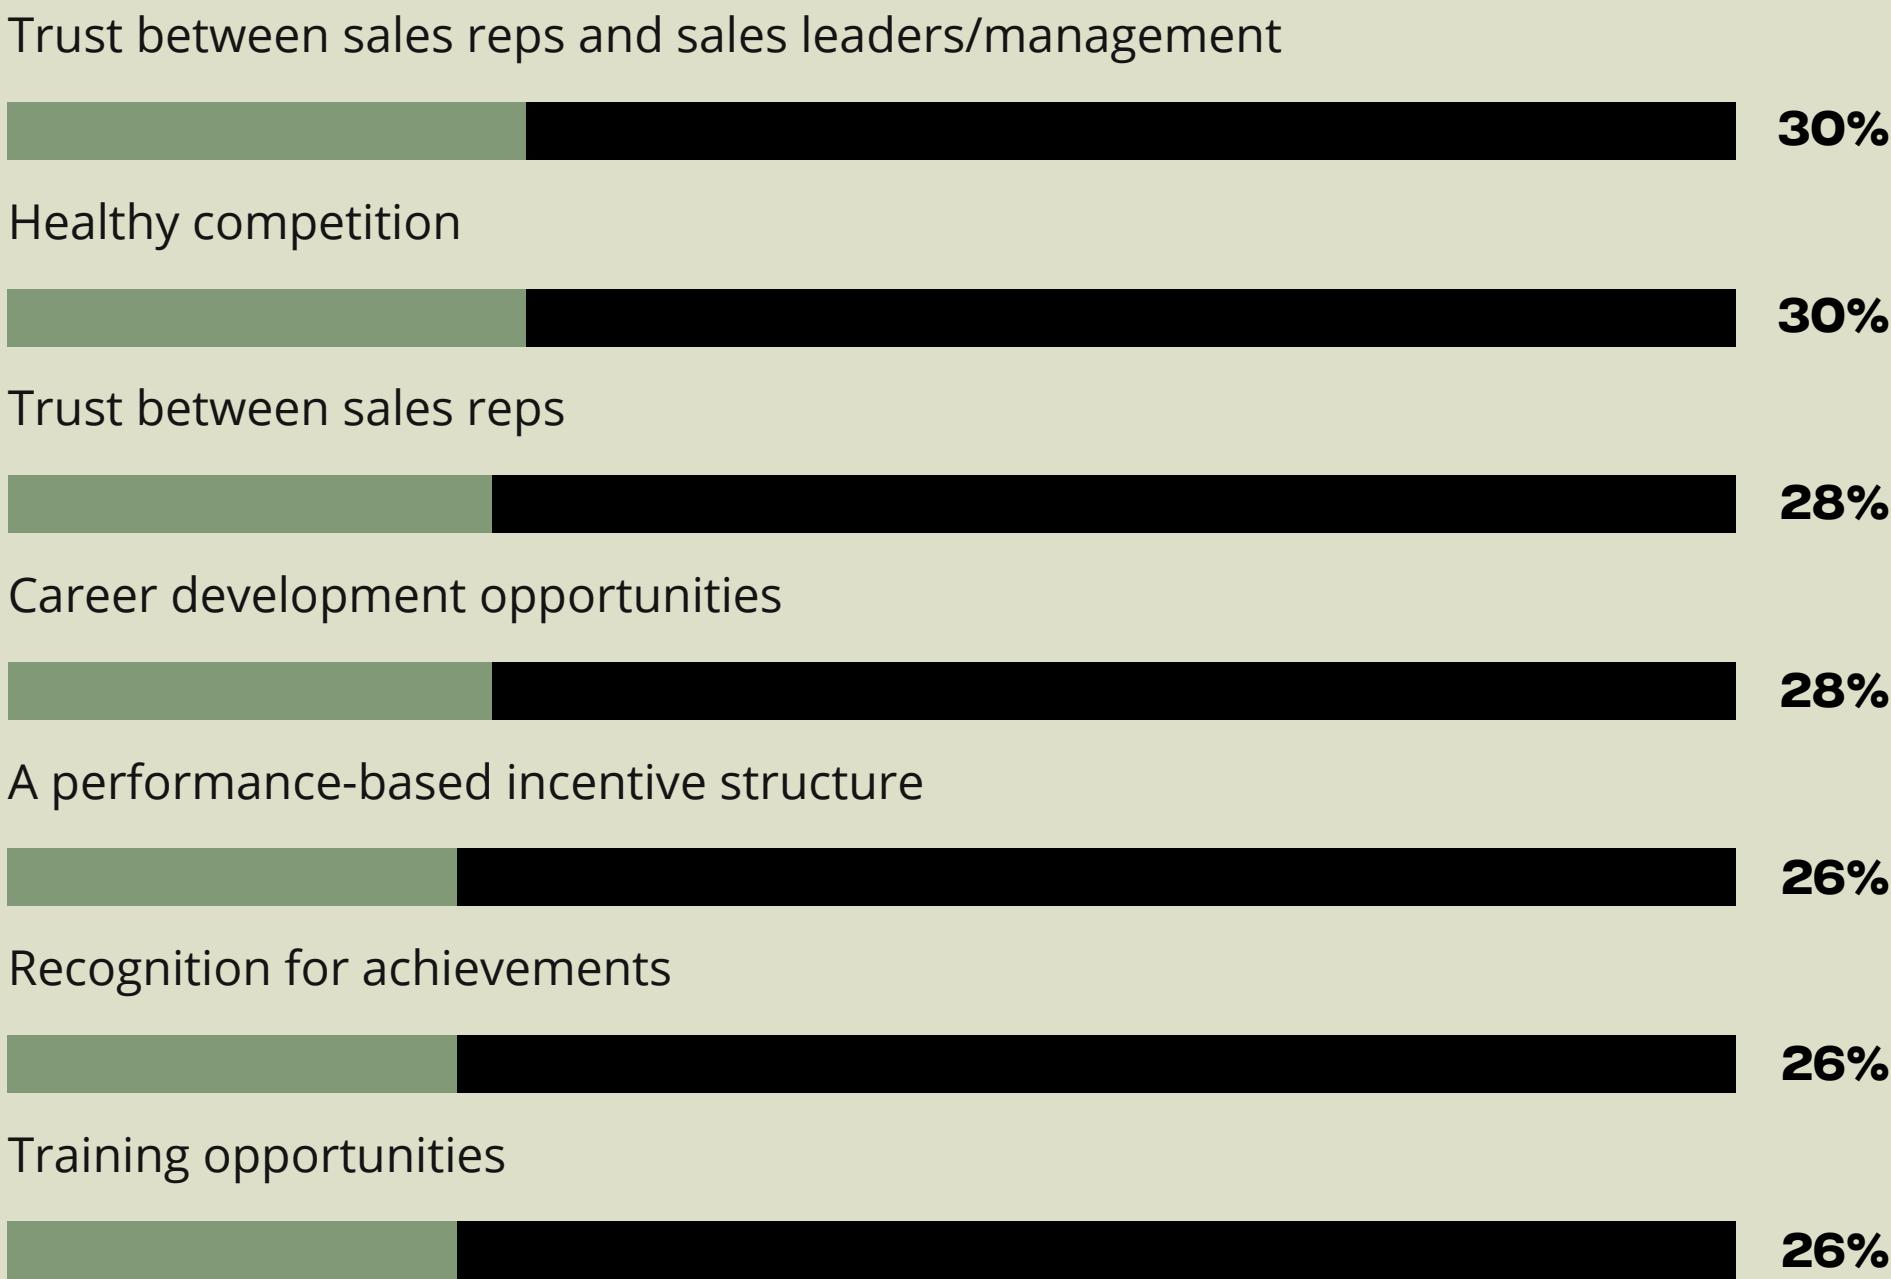 Trust between sales reps and sales leaders/management
30%
Healthy competition
30%
Trust between sales reps
28%
Career development opportunities
28%
A performance-based incentive structure
26%
Recognition for achievements
26%
Training opportunities
26%